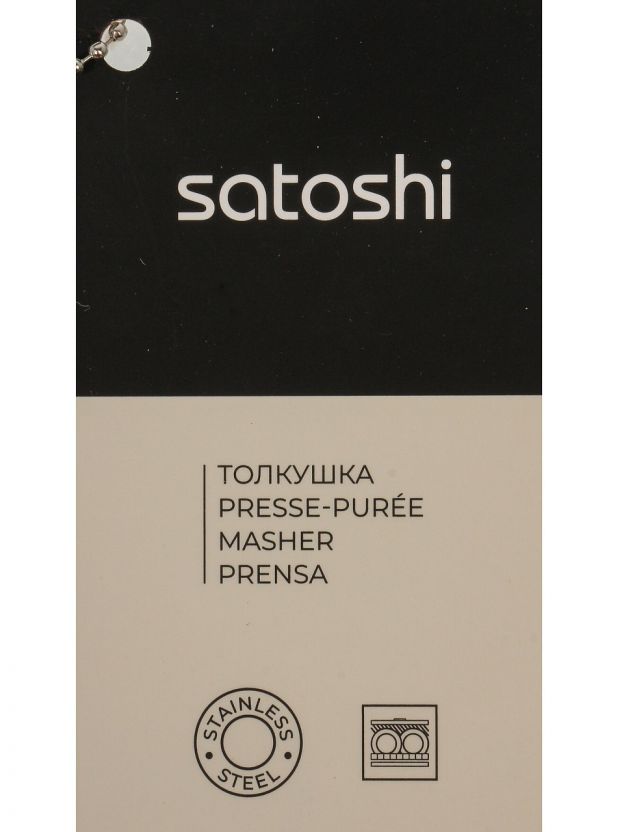 satoshi
ТОЛКУШКА
PRESSE-PURÉE
MASHER
PRENSA
• STAINLESS •
STEEL